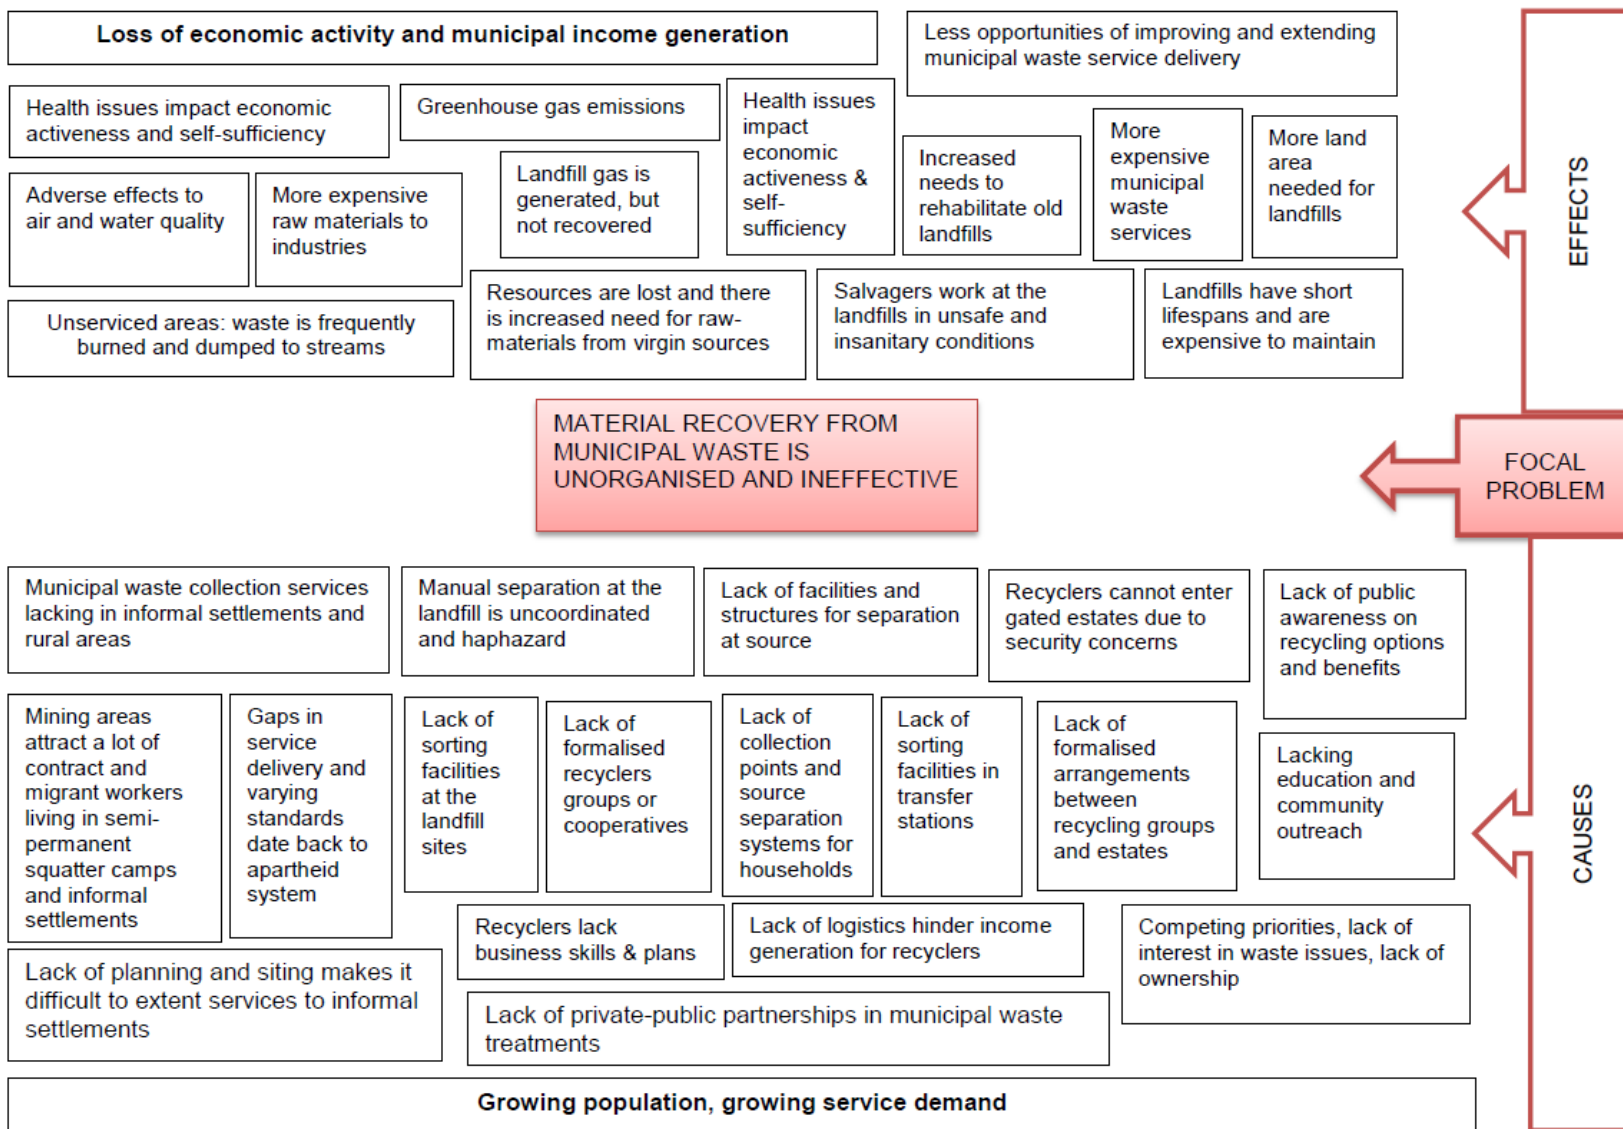 Loss of economic activity and municipal income generation
Less opportunities of improving and extending
municipal waste service delivery
Health issues impact economic
activeness and self-sufficiency
Greenhouse gas emissions
Health issues
impact
economic
activeness &
self-
sufficiency
Increased
needs to
rehabilitate old
landfills
More
expensive
municipal
waste
services
More land
area
needed for
landfills
Adverse effects to
air and water quality
More expensive
raw materials to
industries
Landfill gas is
generated, but
not recovered
Unserviced areas: waste is frequently
burned and dumped to streams
Resources are lost and there
is increased need for raw-
materials from virgin sources
Salvagers work at the
landfills in unsafe and
insanitary conditions
Landfills have short
lifespans and are
expensive to maintain
EFFECTS
MATERIAL RECOVERY FROM
MUNICIPAL WASTE IS
UNORGANISED AND INEFFECTIVE
FOCAL
PROBLEM
Municipal waste collection services
lacking in informal settlements and
rural areas
Manual separation at the
landfill is uncoordinated
and haphazard
Lack of facilities and
structures for separation
at source
Recyclers cannot enter
gated estates due to
security concerns
Lack of public
awareness on
recycling options
and benefits
Mining areas
attract a lot of
contract and
migrant workers
living in semi-
permanent
squatter camps
and informal
settlements
Gaps in
service
delivery and
varying
standards
date back to
apartheid
system
Lack of
sorting
facilities
at the
landfill
sites
Lack of
formalised
recyclers
groups or
cooperatives
Lack of
collection
points and
source
separation
systems for
households
Lack of
sorting
facilities in
transfer
stations
Lack of
formalised
arrangements
between
recycling groups
and estates
Lacking
education and
community
outreach
CAUSES
Recyclers lack
business skills & plans
Lack of logistics hinder income
generation for recyclers
Competing priorities, lack of
interest in waste issues, lack of
ownership
Lack of planning and siting makes it
difficult to extent services to informal
settlements
Lack of private-public partnerships in municipal waste
treatments
Growing population, growing service demand